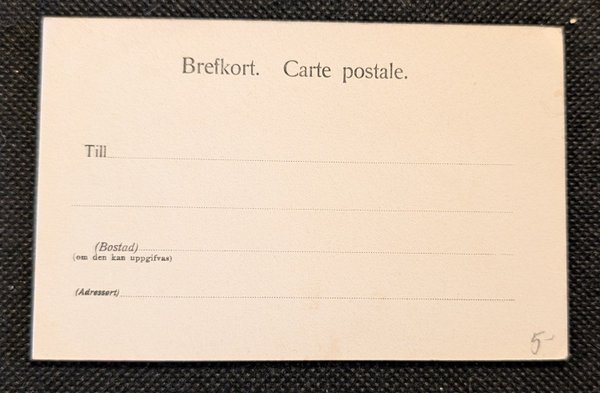 Brefkort. Carte postale.
Till
(Bostad)
(om den kan uppgifvas)
(Adressort)
5-